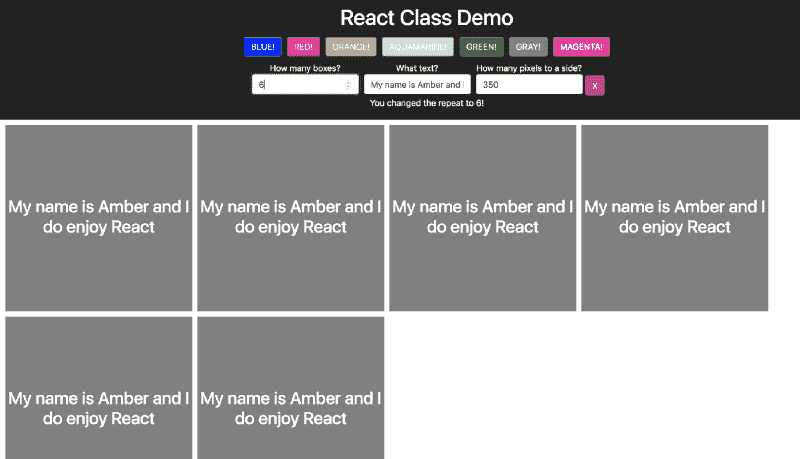 React Class Demo
BLUE! RED! ORANGE! AQUAMARINE! GREEN! GRAY! MAGENTA!
How many boxes? What text? How many pixels to a side?
6 My name is Amber and I 350 X
You changed the repeat to 6!
My name is Amber and I My name is Amber and I My name is Amber and I My name is Amber and I
do enjoy React do enjoy React do enjoy React do enjoy React
My name is Amber and I My name is Amber and I
do enjoy React do enjoy React